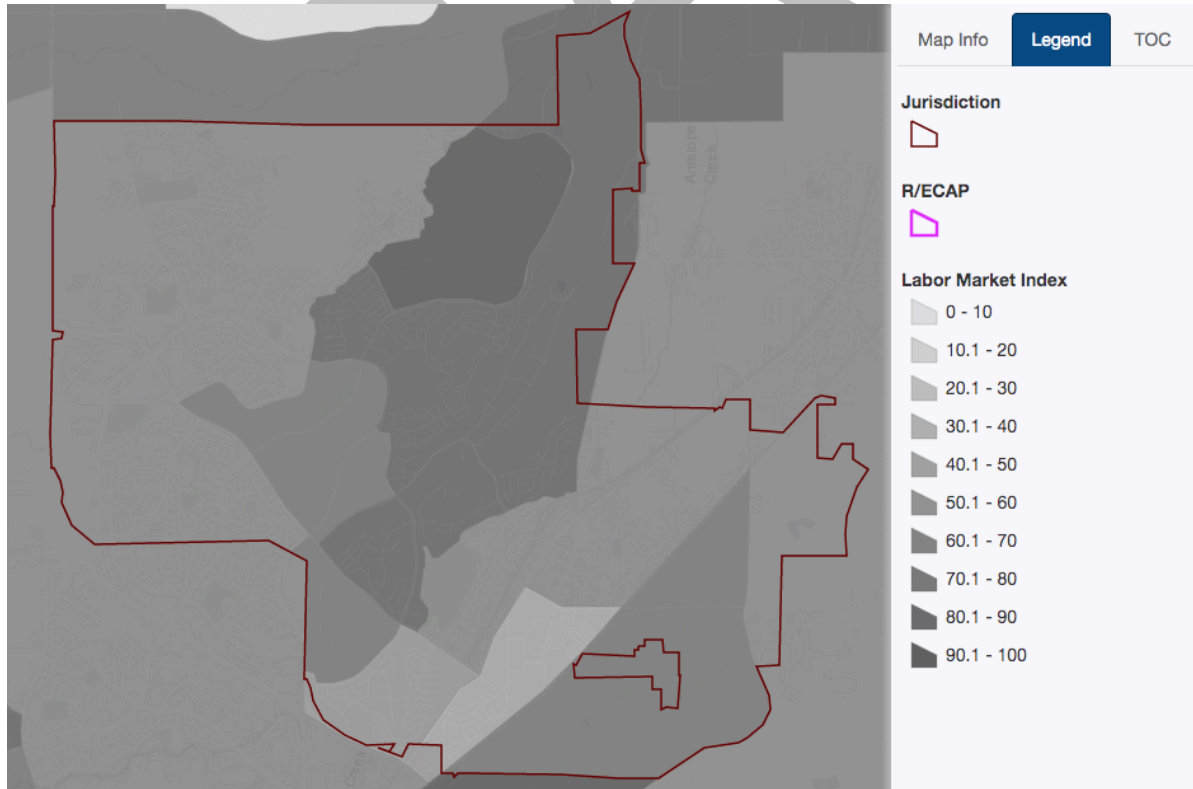 Map Info Legend TOC
Jurisdiction
R/ECAP
Labor Market Index
0 - 10
10.1 - 20
20.1 - 30
30.1 - 40
40.1 - 50
50.1 - 60
60.1 - 70
70.1 - 80
80.1 - 90
90.1 - 100
Antelope
Creek
Creek